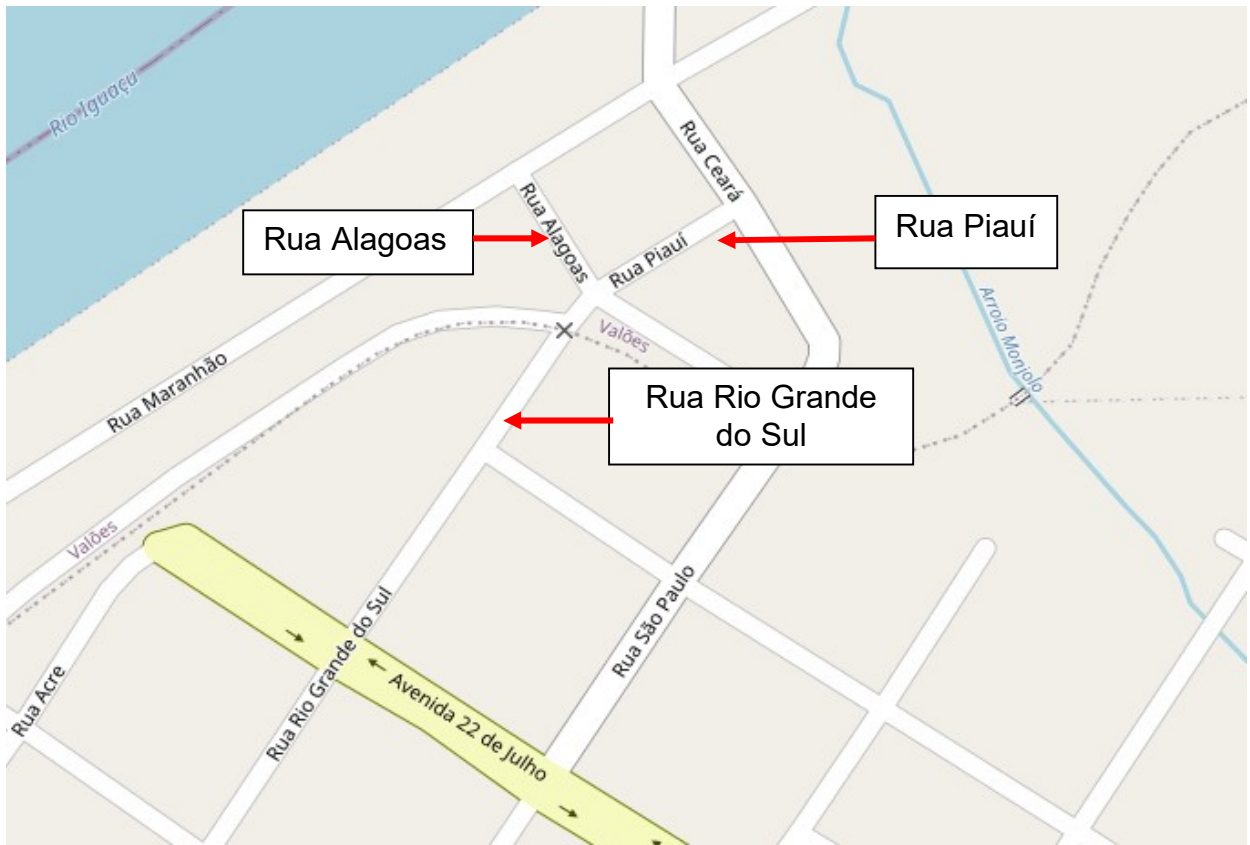 Rio Iguaçu
Rua Ceará
Rua Alagoas
Rua Alagoas
Rua Piauí
Rua Piauí
Arroio Monjolo
Valões
Rua Maranhão
Rua Rio Grande
do Sul
Valões
Rua São Paulo
Rua Rio Grande do Sul
Rua Acre
Avenida 22 de Julho